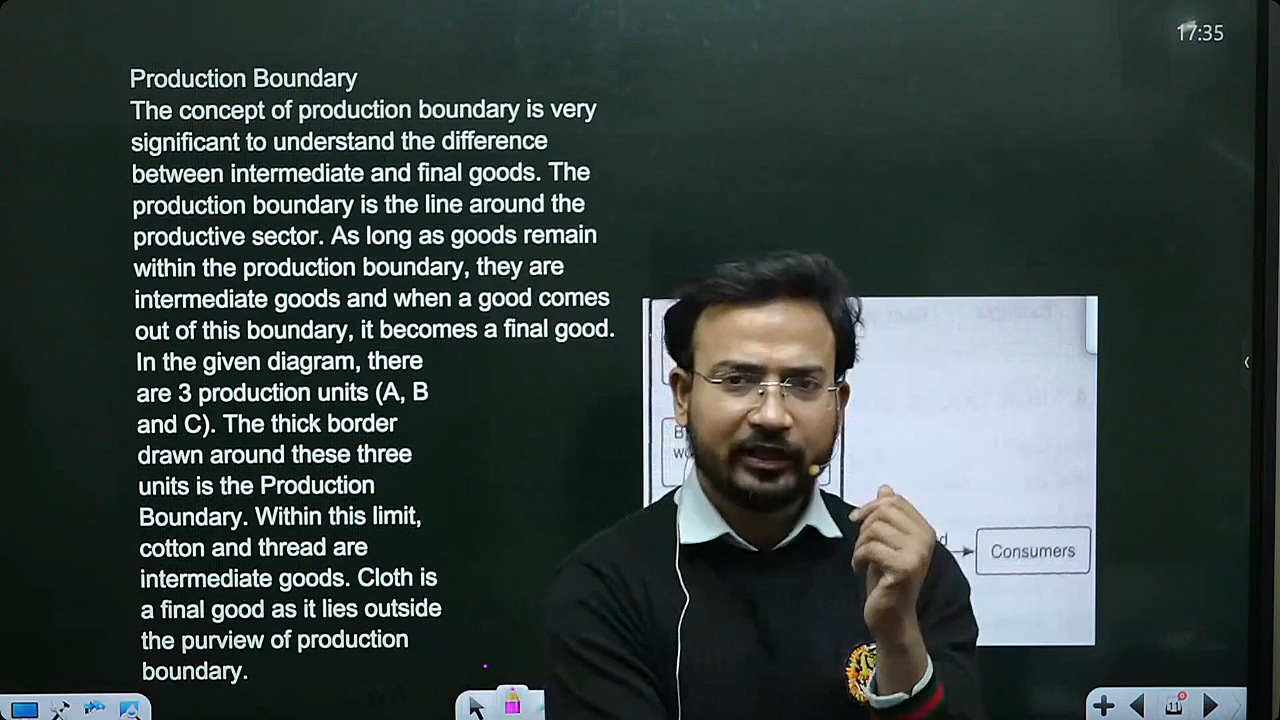 17:35
Production Boundary
The concept of production boundary is very
significant to understand the difference
between intermediate and final goods. The
production boundary is the line around the
productive sector. As long as goods remain
within the production boundary, they are
intermediate goods and when a good comes
out of this boundary, it becomes a final good.
In the given diagram, there
are 3 production units (A, B
and C). The thick border
drawn around these three
units is the Production
Boundary. Within this limit,
cotton and thread are
intermediate goods. Cloth is
a final good as it lies outside
the purview of production
boundary.
Consumers
11